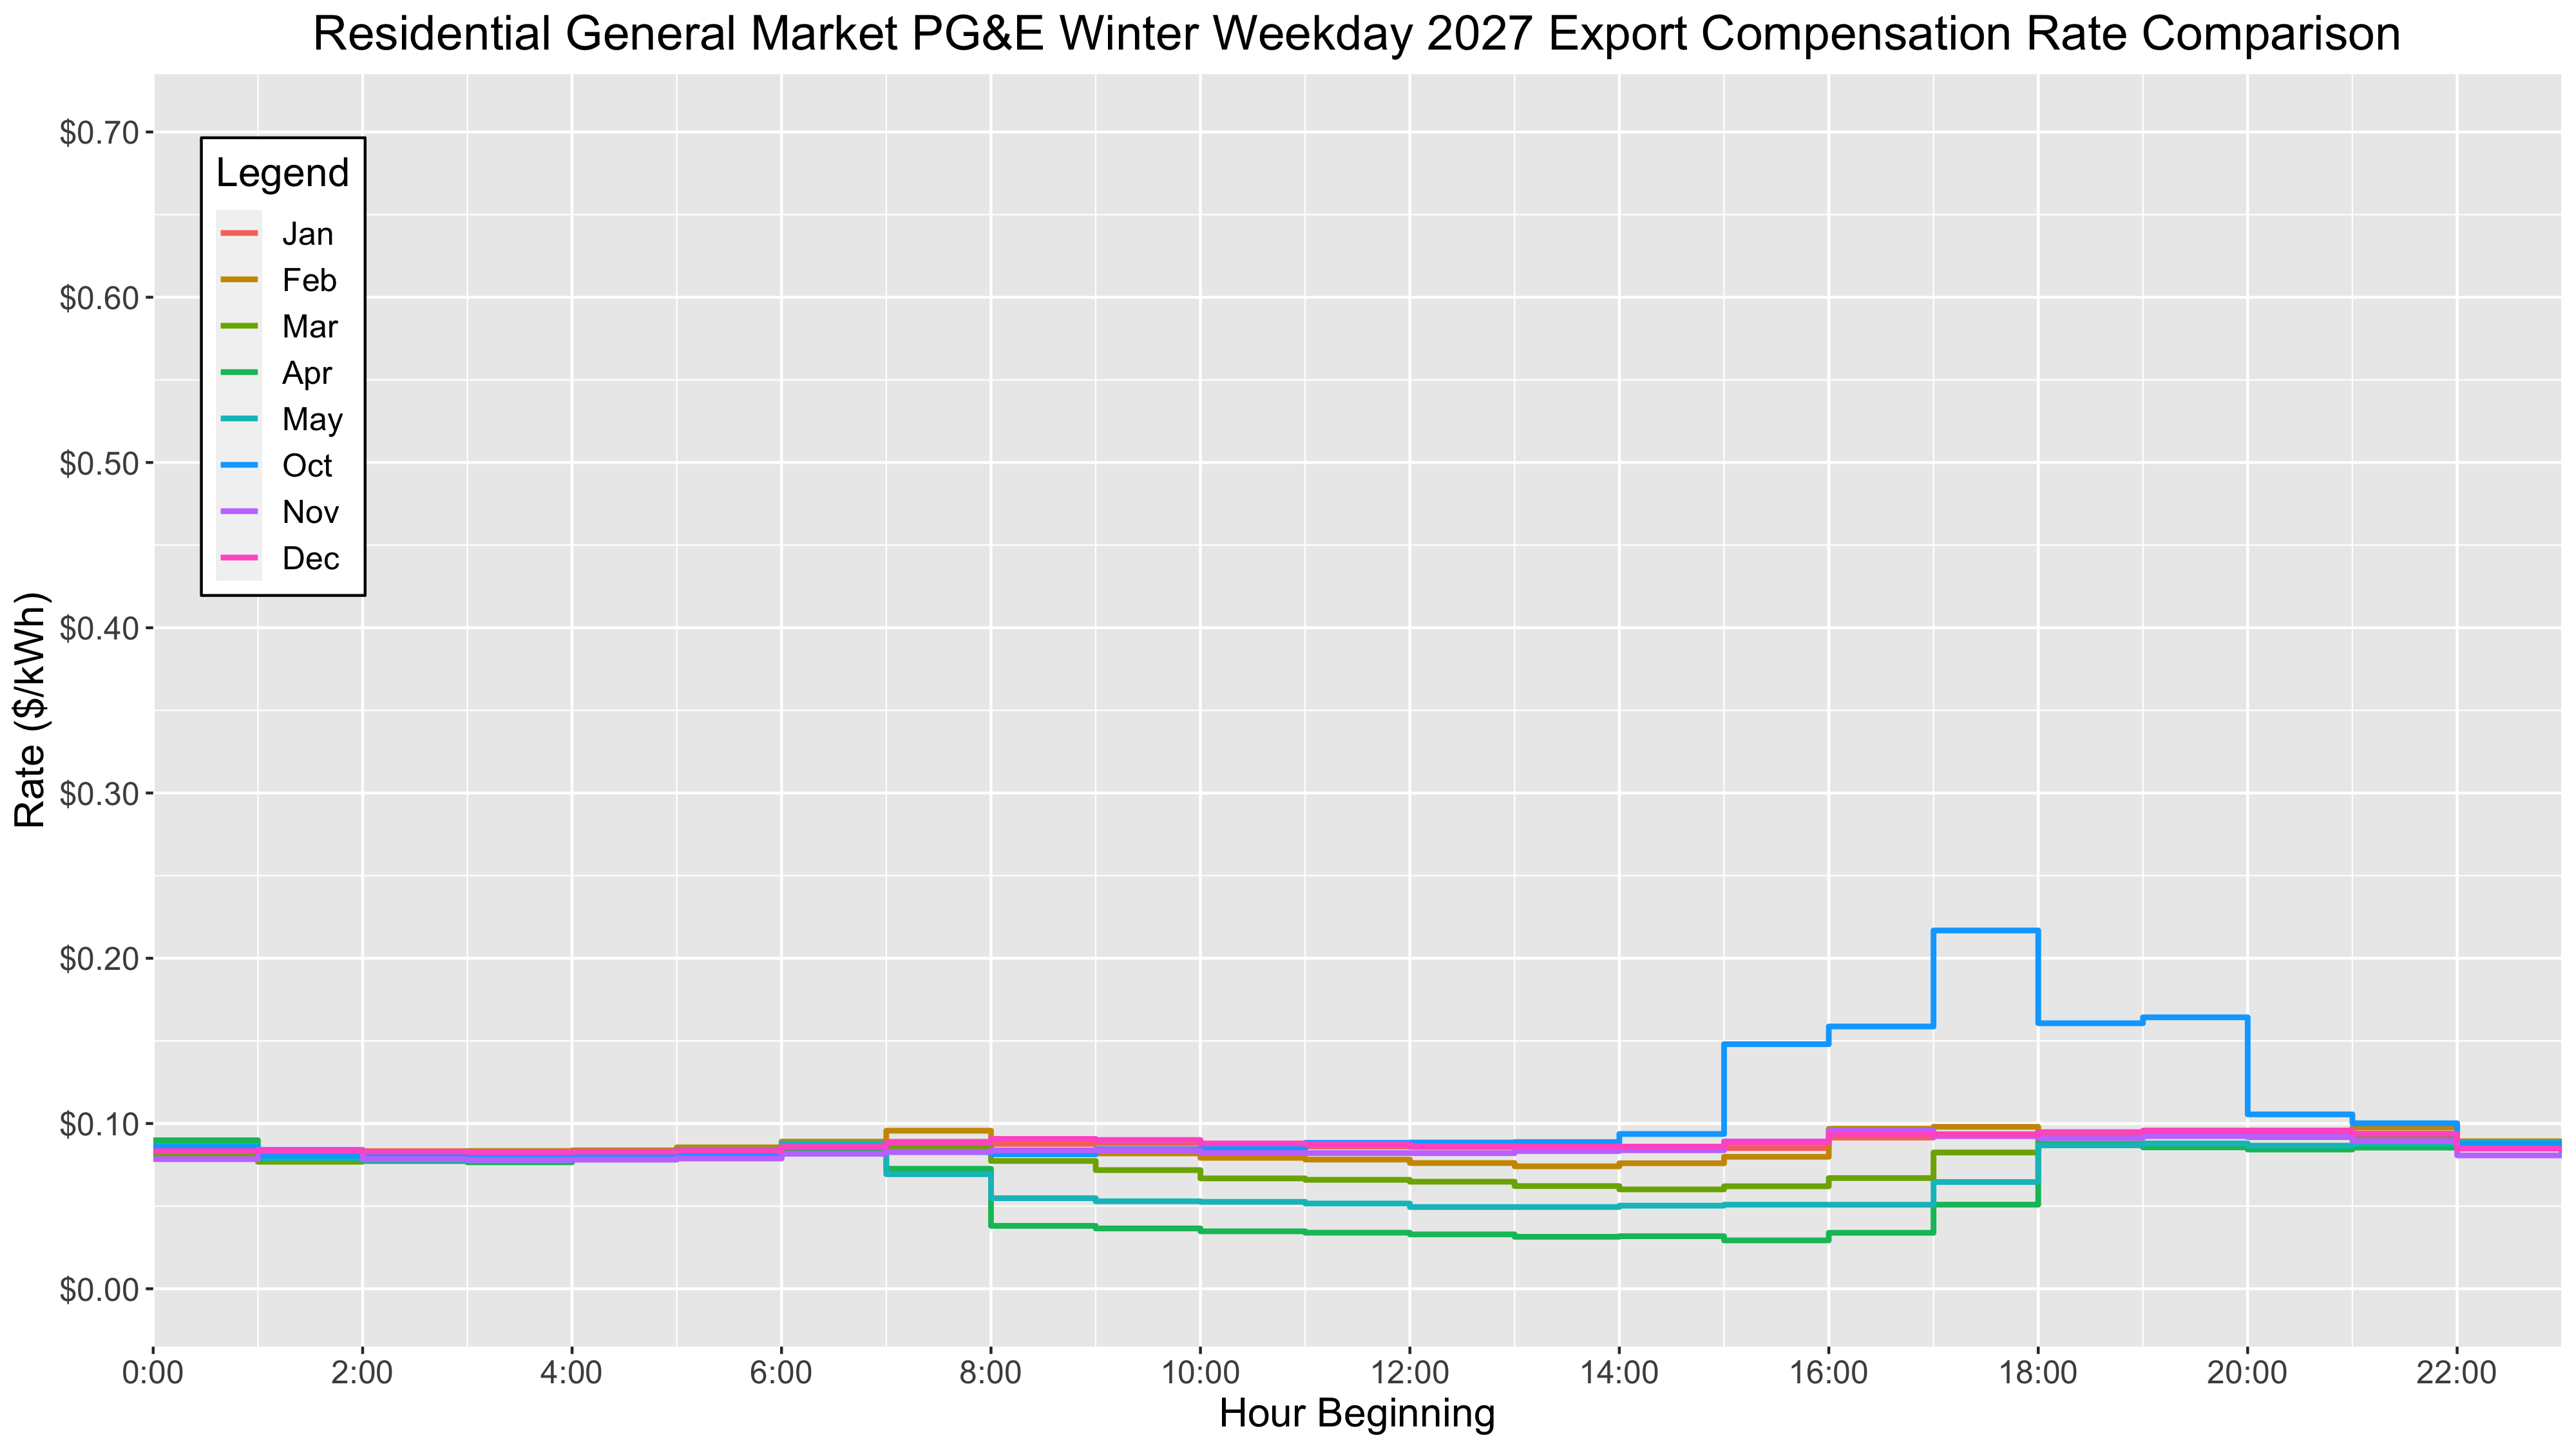 Residential General Market PG&E Winter Weekday 2027 Export Compensation Rate Comparison
Rate ($/kWh)
$0.70
$0.60
$0.50
$0.40
$0.30
$0.20
$0.10
$0.00
Legend
Jan
Feb
Mar
Apr
May
Oct
Nov
Dec
0:00 2:00 4:00 6:00 8:00 10:00 12:00 14:00 16:00 18:00 20:00 22:00
Hour Beginning